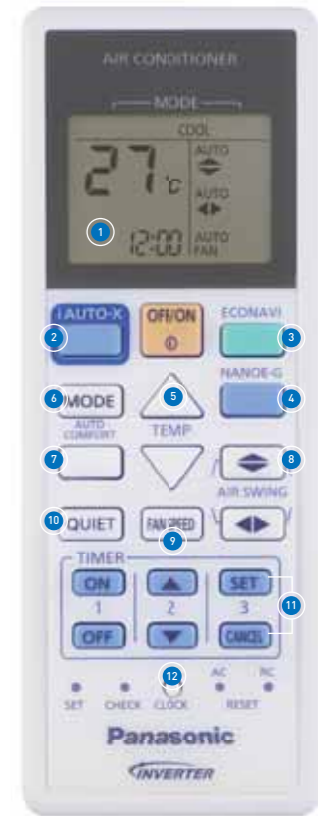 AIR CONDITIONER
MODE
COOL
27 °C
AUTO
AUTO
1
12:00
AUTO
FAN
iAUTO-X
OFF/ON
ECONAVI
2
3
NANOE-G
4
6
MODE
5
AUTO
COMFORT
TEMP
7
8
AIR SWING
10
QUIET
FAN SPEED
9
TIMER
ON
SET
1
2
3
11
OFF
CANCEL
12
AC
RC
SET
CHECK
CLOCK
RESET
Panasonic
INVERTER